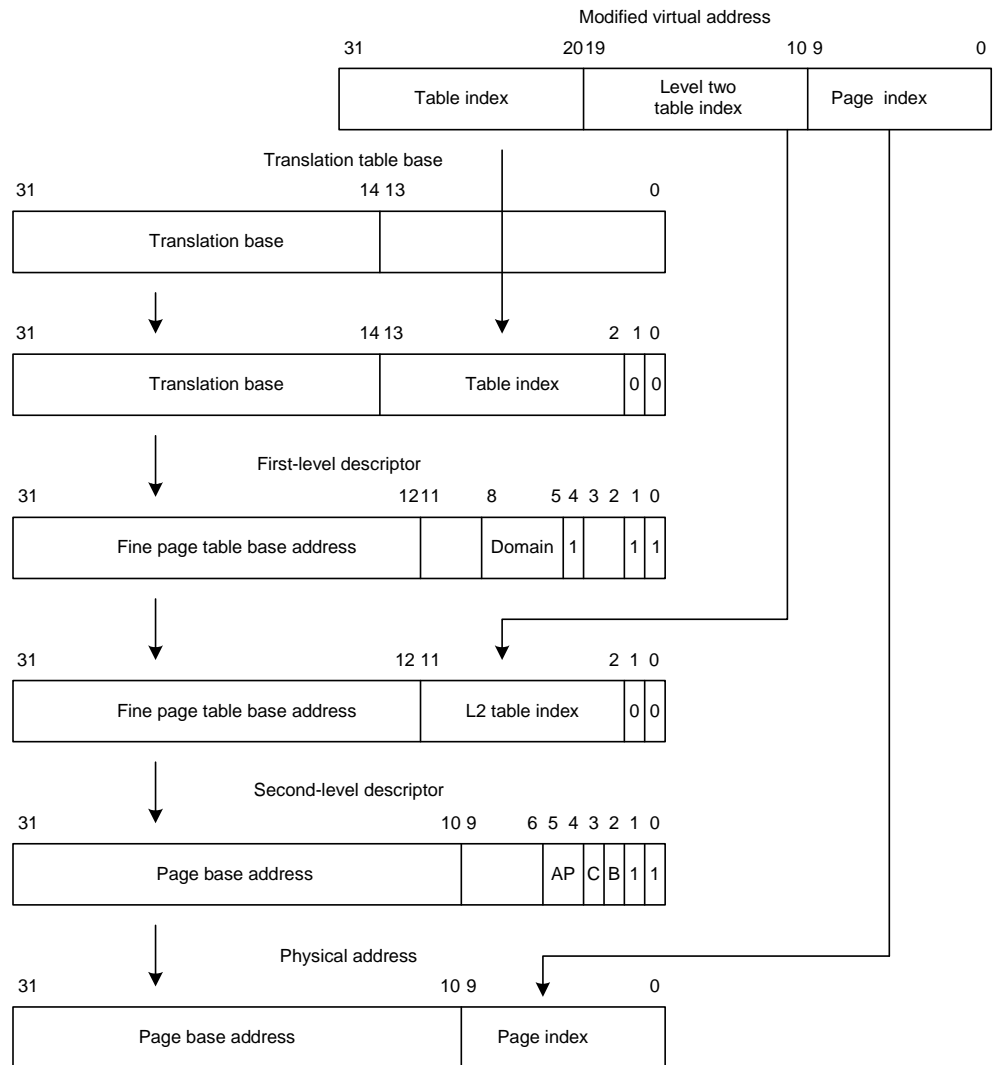 Modified virtual address
31 20 19 10 9 0
Table index Level two table index Page index
Translation table base
31 14 13 0
Translation base
31 14 13 2 1 0
Translation base Table index 0 0
First-level descriptor
31 12 11 8 5 4 3 2 1 0
Fine page table base address Domain 1 1 1
31 12 11 2 1 0
Fine page table base address L2 table index 0 0
Second-level descriptor
31 10 9 6 5 4 3 2 1 0
Page base address AP C B 1 1
Physical address
31 10 9 0
Page base address Page index